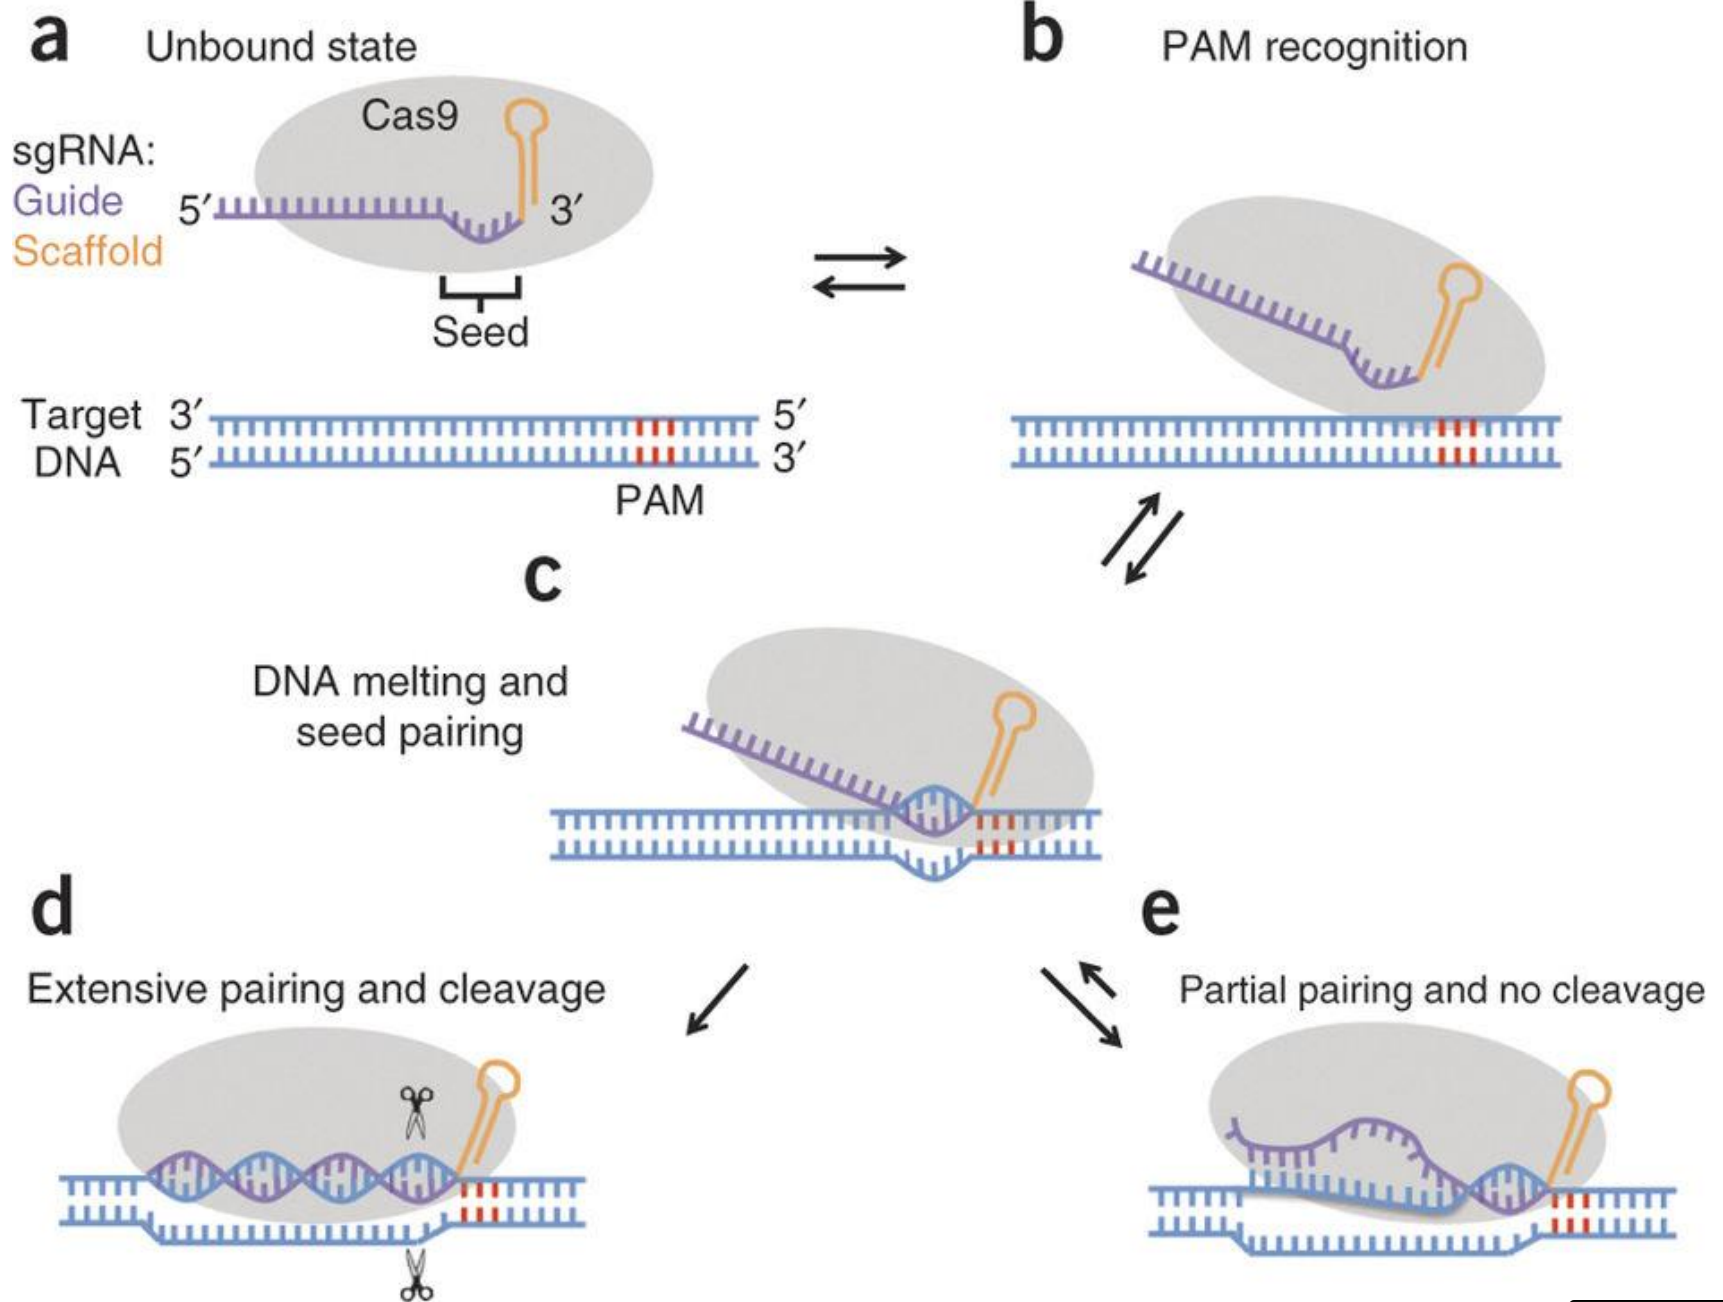 a
Unbound state
Cas9
sgRNA:
Guide
Scaffold
5′
3′
Seed
Target
DNA
3′
5′
5′
3′
PAM
b
PAM recognition
c
DNA melting and
seed pairing
d
Extensive pairing and cleavage
e
Partial pairing and no cleavage